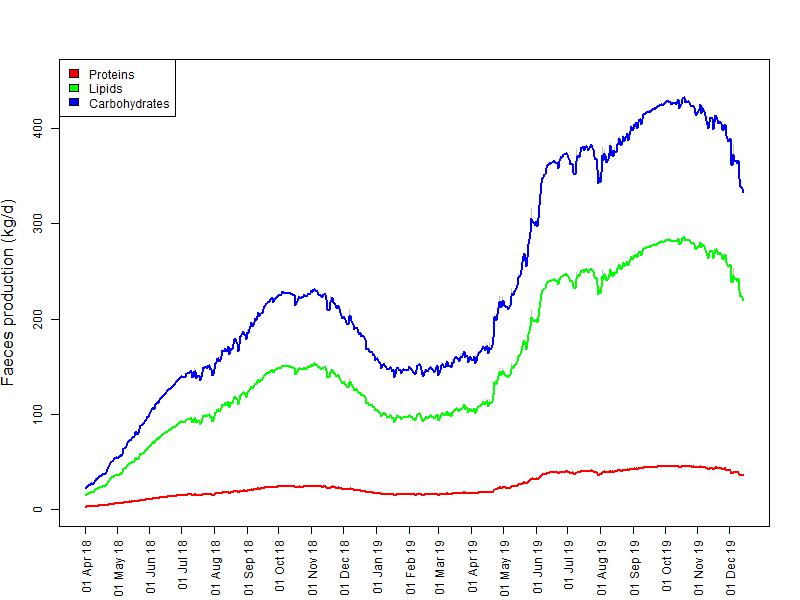 Proteins
Lipids
Carbohydrates
Faeces production (kg/d)
400
300
200
100
0
01 Apr 18
01 May 18
01 Jun 18
01 Jul 18
01 Aug 18
01 Sep 18
01 Oct 18
01 Nov 18
01 Dec 18
01 Jan 19
01 Feb 19
01 Mar 19
01 Apr 19
01 May 19
01 Jun 19
01 Jul 19
01 Aug 19
01 Sep 19
01 Oct 19
01 Nov 19
01 Dec 19